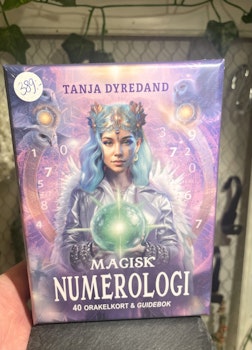 389:-
TANJA DYREDAND
MAGISK
NUMEROLOGI
40 ORAKELKORT & GUIDEBOK